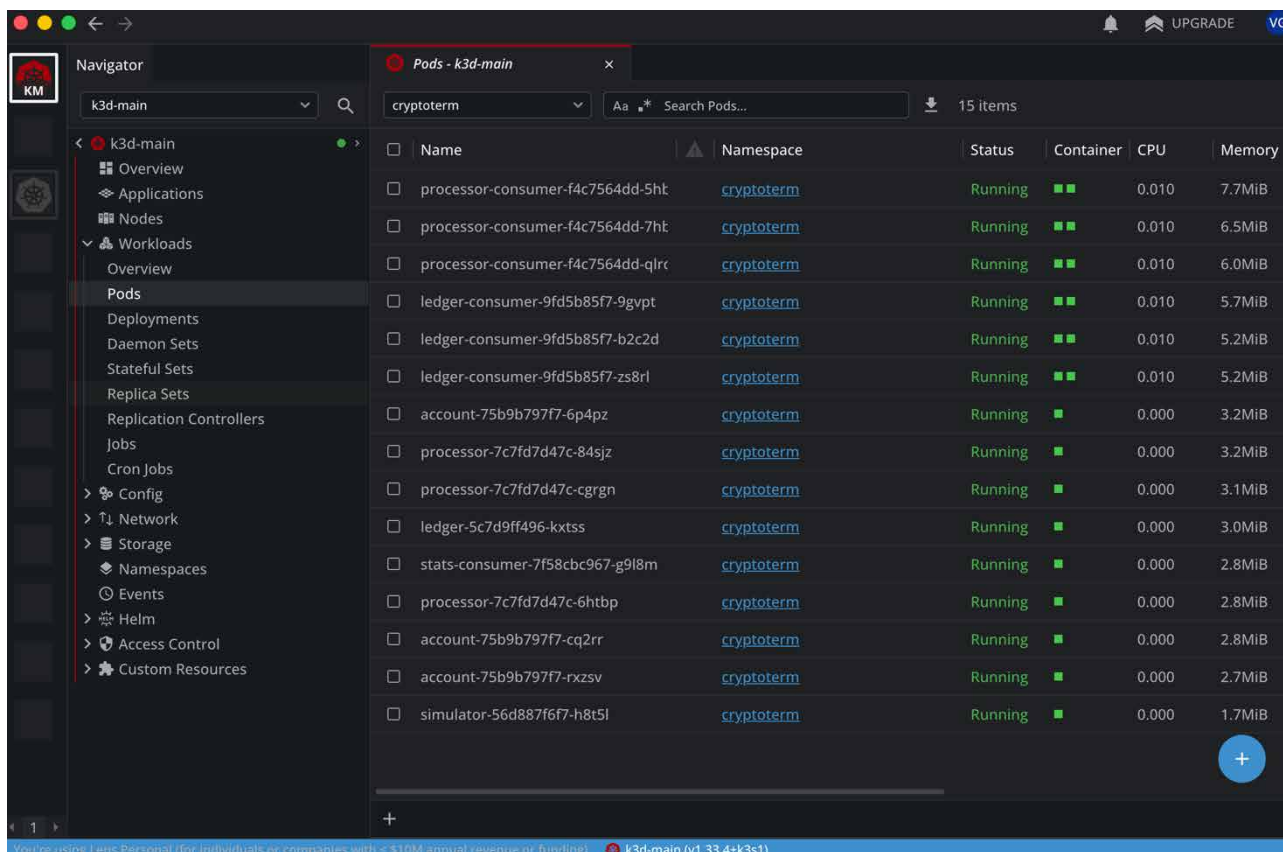 UPGRADE VC
KM
Navigator
Pods - k3d-main ×
k3d-main
cryptoterm
Aa .* Search Pods...
15 items
k3d-main
Overview
Applications
Nodes
Workloads
Overview
Pods
Deployments
Daemon Sets
Stateful Sets
Replica Sets
Replication Controllers
Jobs
Cron Jobs
Config
Network
Storage
Namespaces
Events
Helm
Access Control
Custom Resources
Name Namespace Status Container CPU Memory
processor-consumer-f4c7564dd-5hb cryptoterm Running 0.010 7.7MiB
processor-consumer-f4c7564dd-7hb cryptoterm Running 0.010 6.5MiB
processor-consumer-f4c7564dd-qlrc cryptoterm Running 0.010 6.0MiB
ledger-consumer-9fd5b85f7-9gvpt cryptoterm Running 0.010 5.7MiB
ledger-consumer-9fd5b85f7-b2c2d cryptoterm Running 0.010 5.2MiB
ledger-consumer-9fd5b85f7-zs8rl cryptoterm Running 0.010 5.2MiB
account-75b9b797f7-6p4pz cryptoterm Running 0.000 3.2MiB
processor-7c7fd7d47c-84sjz cryptoterm Running 0.000 3.2MiB
processor-7c7fd7d47c-cgrgn cryptoterm Running 0.000 3.1MiB
ledger-5c7d9ff496-kxtss cryptoterm Running 0.000 3.0MiB
stats-consumer-7f58cbc967-g9l8m cryptoterm Running 0.000 2.8MiB
processor-7c7fd7d47c-6htbp cryptoterm Running 0.000 2.8MiB
account-75b9b797f7-cq2rr cryptoterm Running 0.000 2.8MiB
account-75b9b797f7-rxzsv cryptoterm Running 0.000 2.7MiB
simulator-56d887f6f7-h8t5l cryptoterm Running 0.000 1.7MiB
+
+
1
You're using Lens Personal (for individuals or companies with < $10M annual revenue or funding) k3d-main (v1.33.4+k3s1)